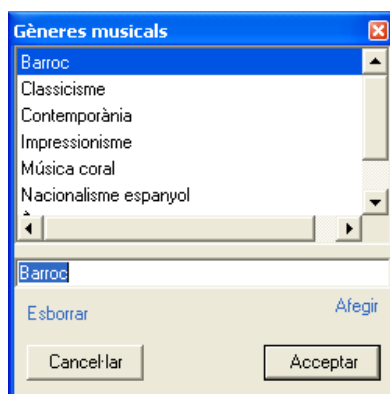 Gèneres musicals
Barroc
Classicisme
Contemporània
Impressionisme
Música coral
Nacionalisme espanyol
Barroc
Esborrar
Afegir
Cancel·lar
Acceptar